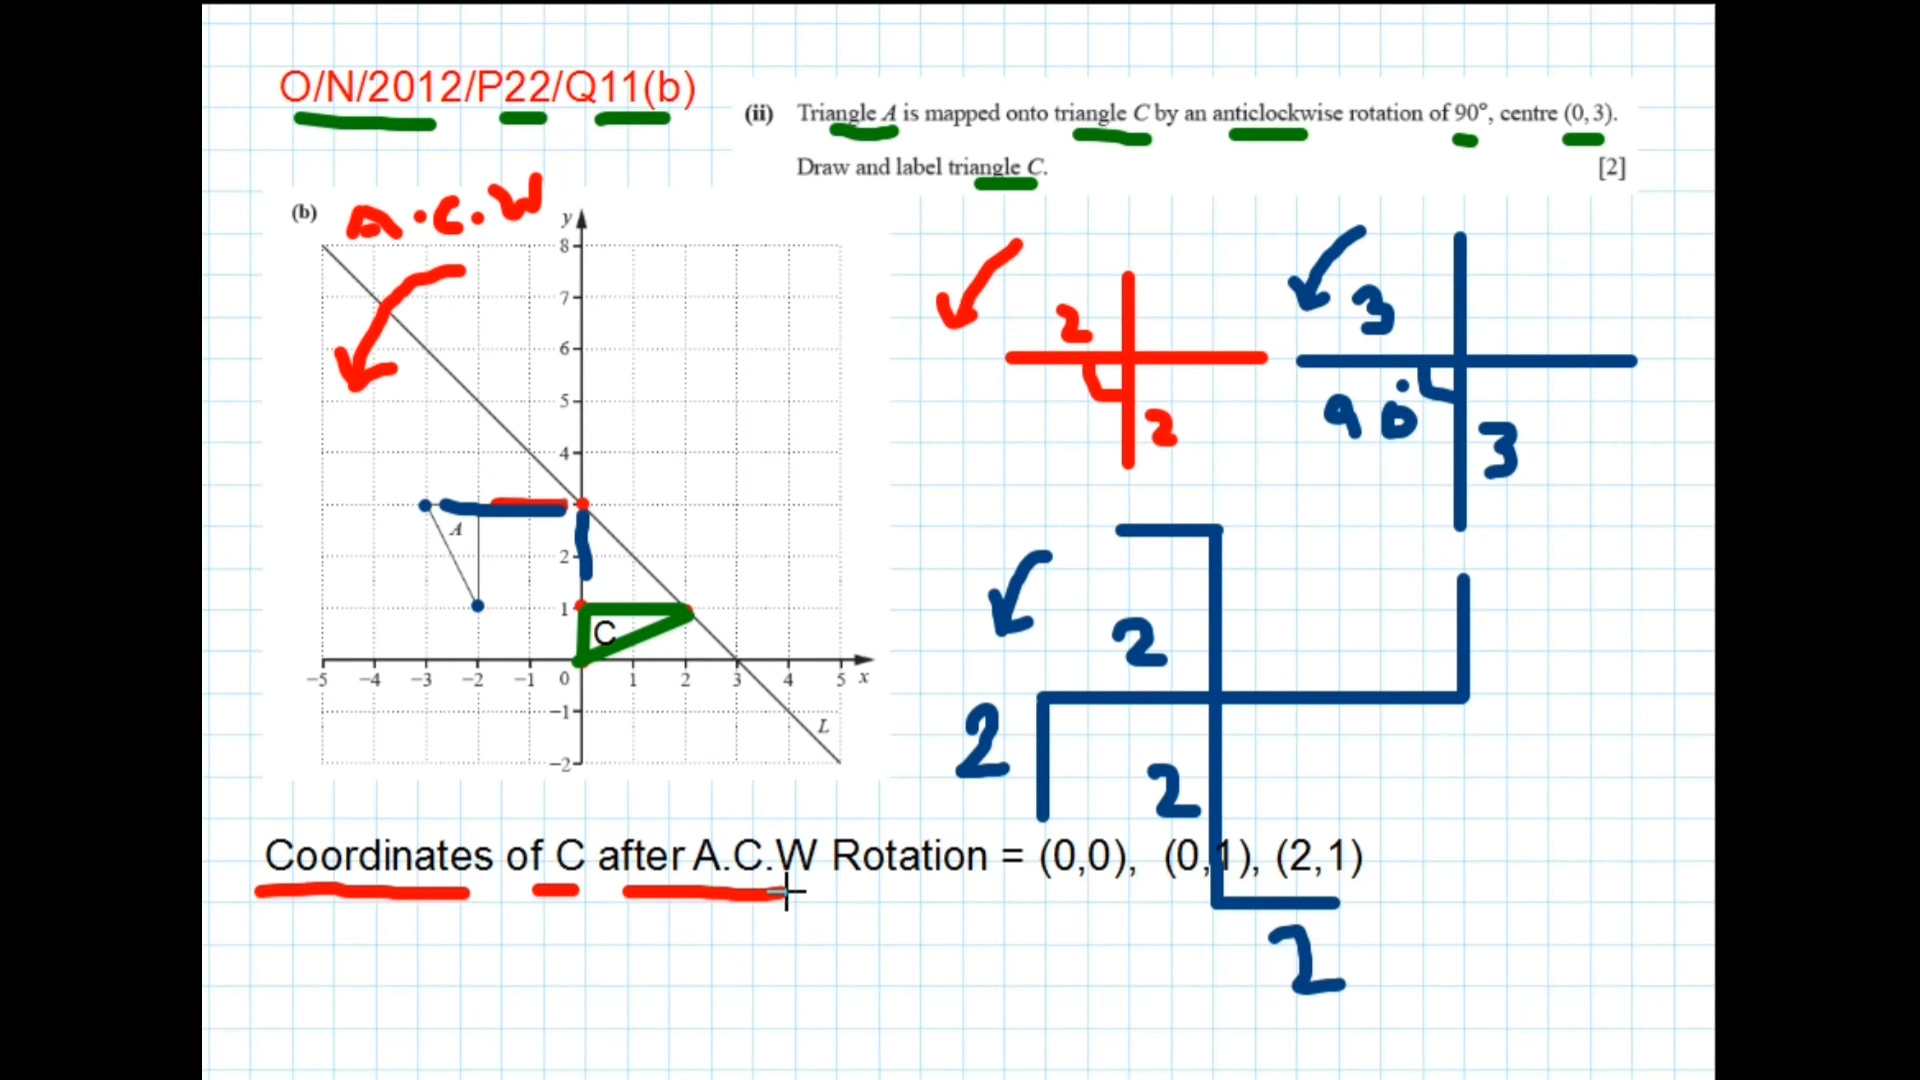 O/N/2012/P22/Q11(b)
(ii) Triangle A is mapped onto triangle C by an anticlockwise rotation of 90°, centre (0, 3).
Draw and label triangle C. [2]
(b) A.C.W
y
8
7
6
5
4
2
1
A
C
−5 −4 −3 −2 −1 0 1 2 3 4 5 x
−1
−2
L
2
2
3
90°
3
2
2
2
2
Coordinates of C after A.C.W Rotation = (0,0), (0,1), (2,1)